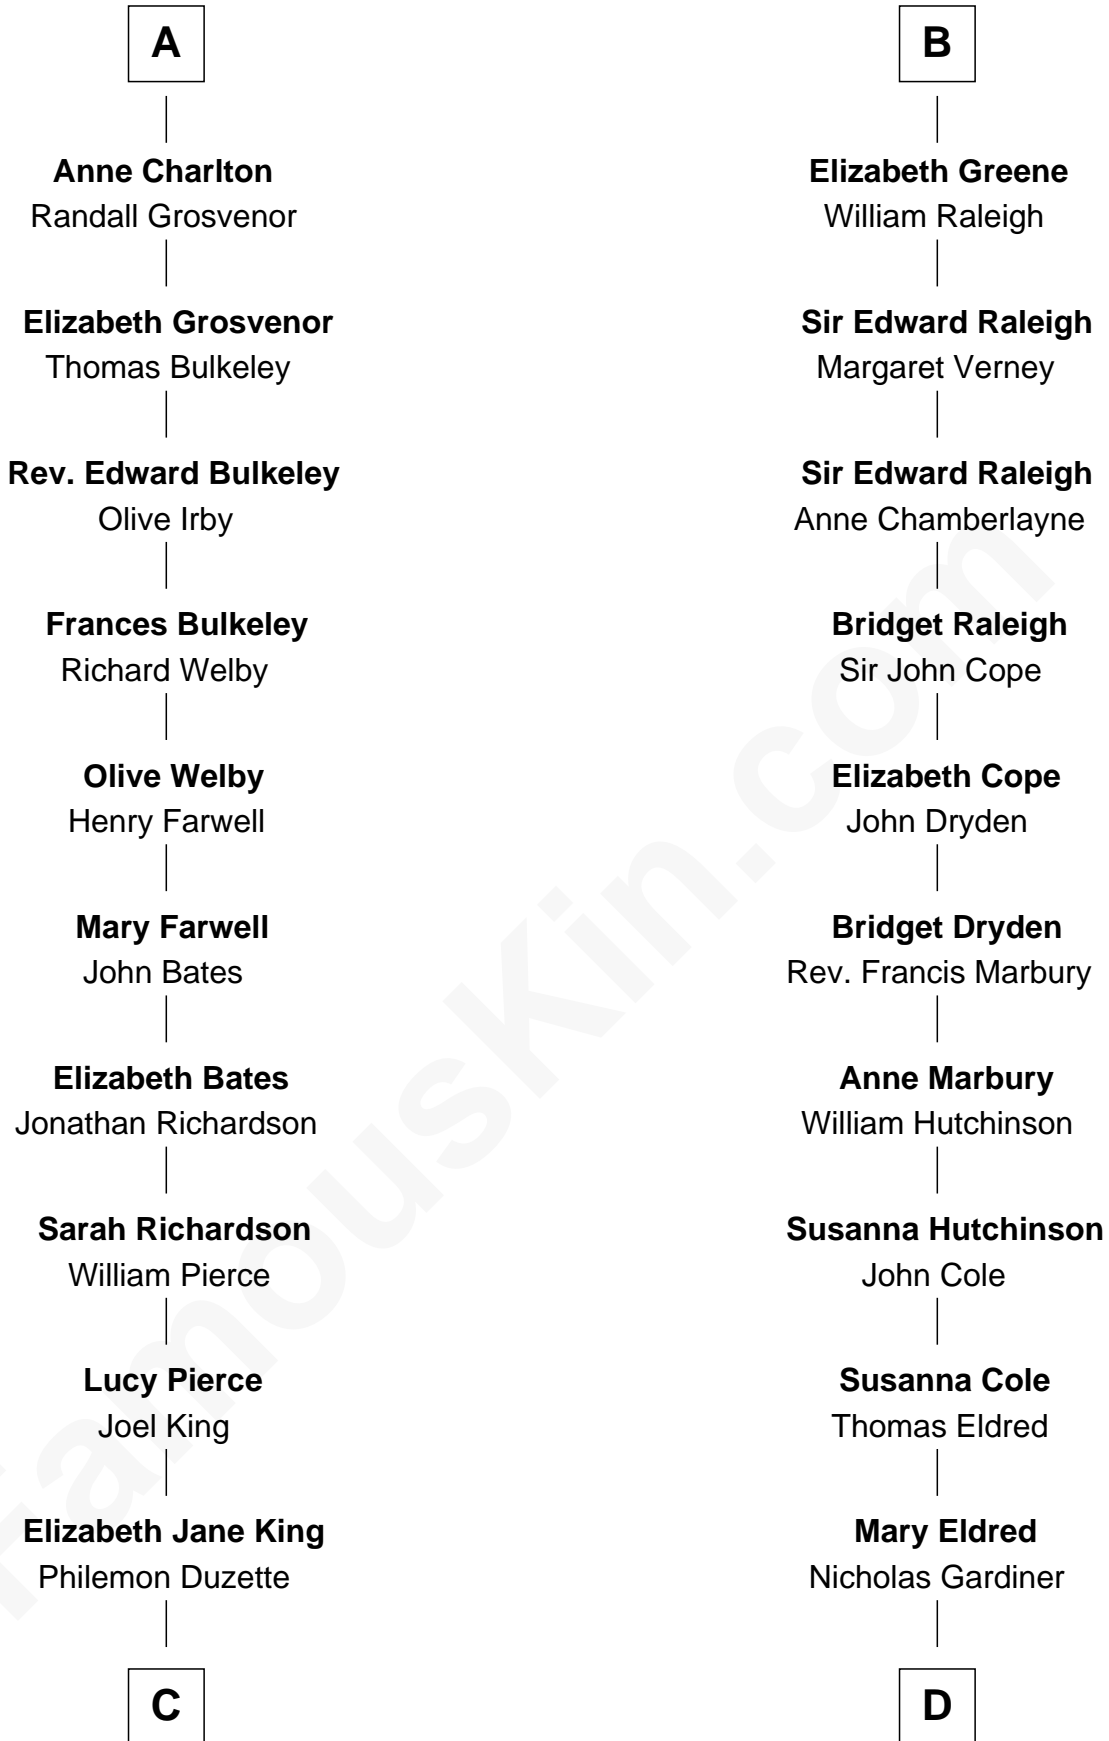 A
Anne Charlton
Randall Grosvenor
Elizabeth Grosvenor
Thomas Bulkeley
Rev. Edward Bulkeley
Olive Irby
Frances Bulkeley
Richard Welby
Olive Welby
Henry Farwell
Mary Farwell
John Bates
Elizabeth Bates
Jonathan Richardson
Sarah Richardson
William Pierce
Lucy Pierce
Joel King
Elizabeth Jane King
Philemon Duzette
C
B
Elizabeth Greene
William Raleigh
Sir Edward Raleigh
Margaret Verney
Sir Edward Raleigh
Anne Chamberlayne
Bridget Raleigh
Sir John Cope
Elizabeth Cope
John Dryden
Bridget Dryden
Rev. Francis Marbury
Anne Marbury
William Hutchinson
Susanna Hutchinson
John Cole
Susanna Cole
Thomas Eldred
Mary Eldred
Nicholas Gardiner
D
FamousKin.com